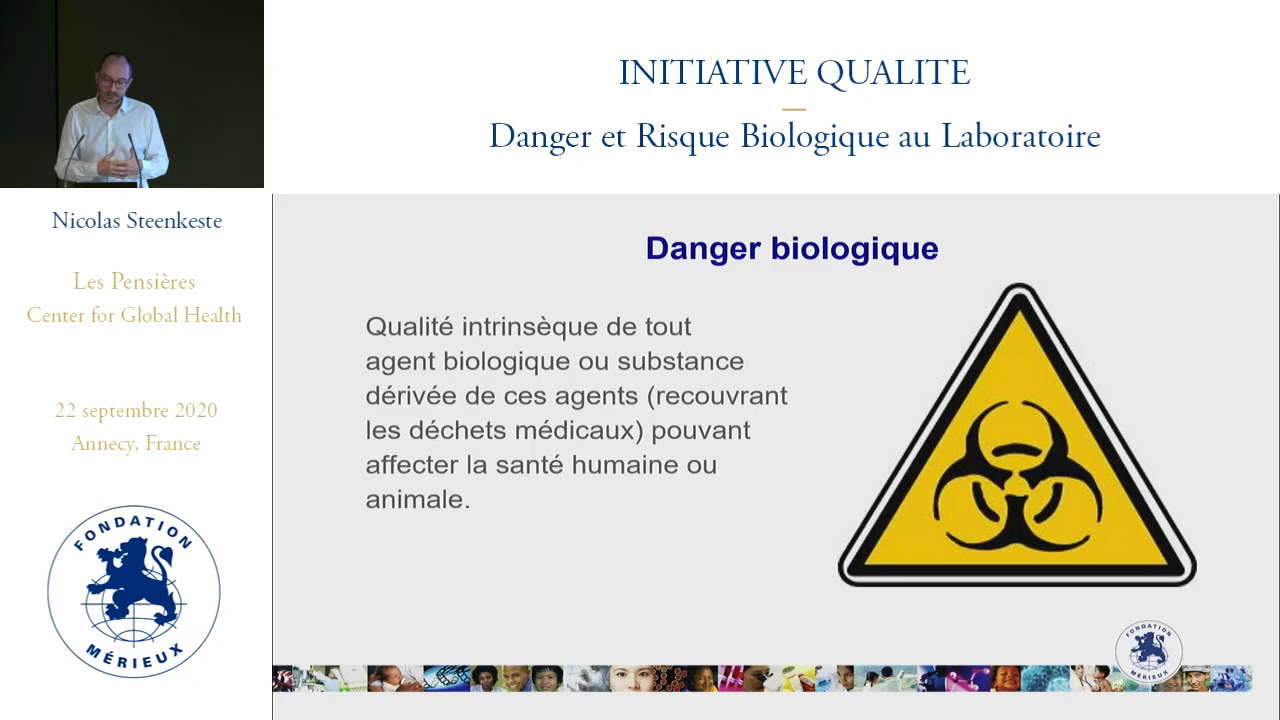 INITIATIVE QUALITE
Danger et Risque Biologique au Laboratoire
Nicolas Steenkeste
Les Pensières
Center for Global Health
22 septembre 2020
Annecy, France
FONDATION
MÉRIEUX
Danger biologique
Qualité intrinsèque de tout
agent biologique ou substance
dérivée de ces agents (recouvrant
les déchets médicaux) pouvant
affecter la santé humaine ou
animale.
FONDATION
MÉRIEUX